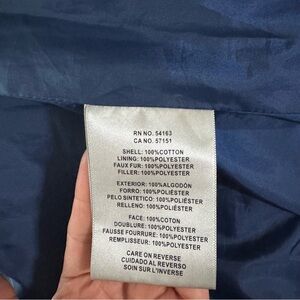 RN NO. 54163
CA NO. 57151
SHELL: 100%COTTON
LINING: 100%POLYESTER
FAUX FUR: 100%POLYESTER
FILLER: 100%POLYESTER
EXTERIOR: 100%ALGODÓN
FORRO: 100%POLIÉSTER
PELO SINTETICO: 100%POLIÉSTER
RELLENO: 100%POLIÉSTER
FACE: 100%COTON
DOUBLURE: 100%POLYESTER
FAUSSE FOURRURE: 100%POLYESTER
REMPLISSEUR: 100%POLYESTER
CARE ON REVERSE
CUIDADO AL REVERSO
SOIN SUR L'INVERSE